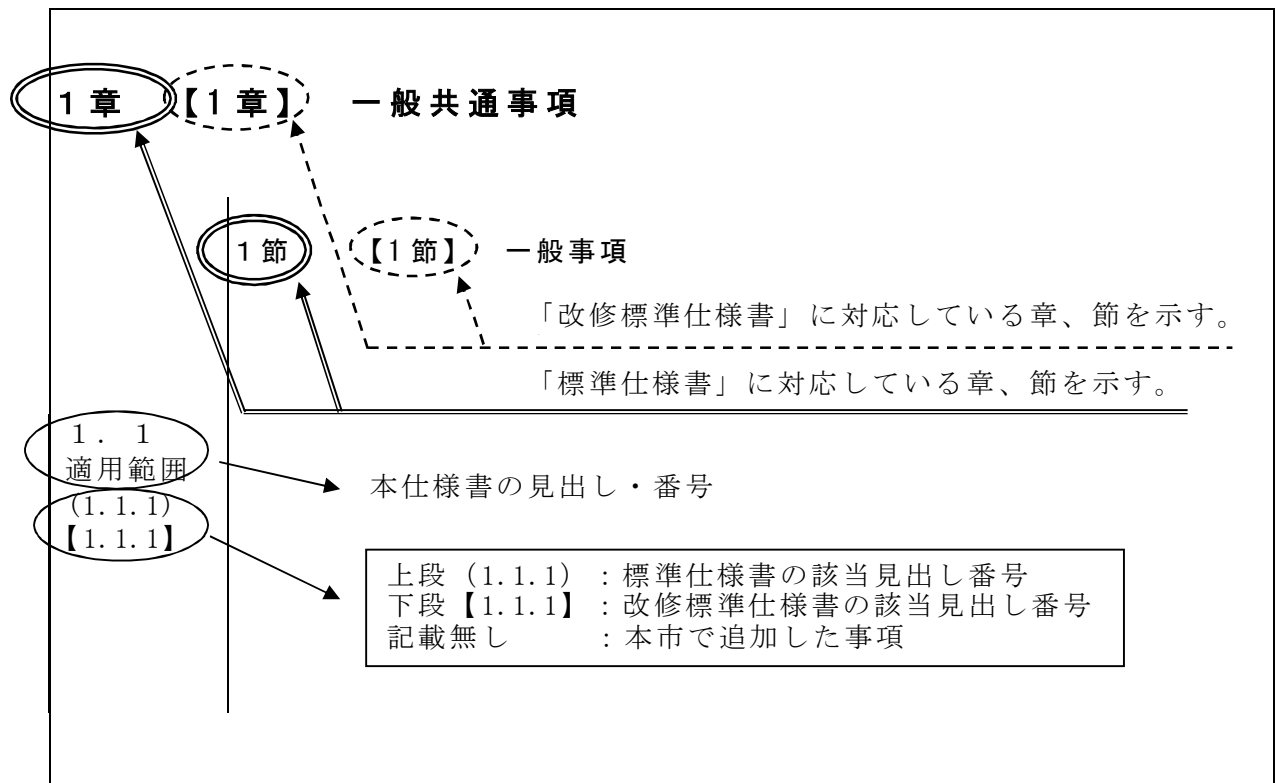 1章 【1章】 一般共通事項
1節 【1節】 一般事項
「改修標準仕様書」に対応している章、節を示す。
「標準仕様書」に対応している章、節を示す。
1. 1
適用範囲
(1.1.1)
【1.1.1】
本仕様書の見出し・番号
上段(1.1.1):標準仕様書の該当見出し番号
下段【1.1.1】:改修標準仕様書の該当見出し番号
記載無し :本市で追加した事項